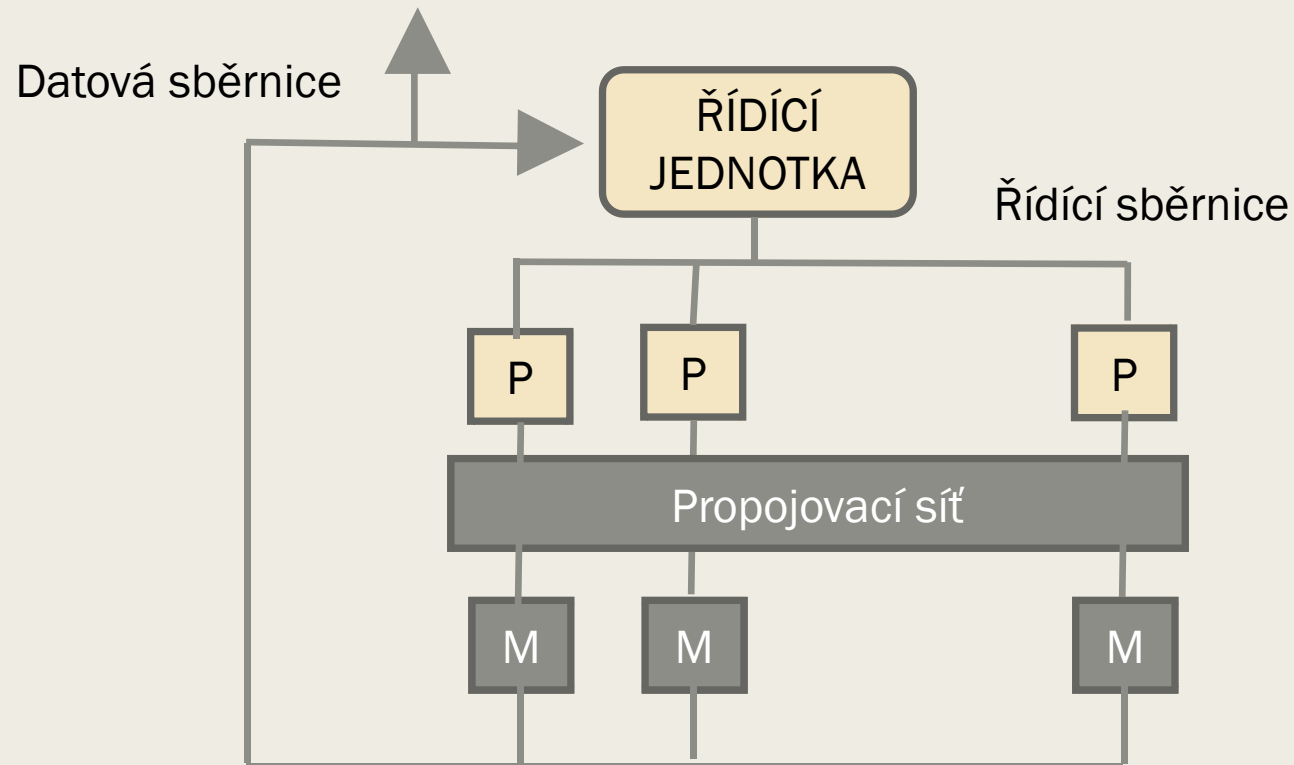 Datová sběrnice
ŘÍDÍCÍ
JEDNOTKA
Řídící sběrnice
P
P
P
Propojovací síť
M
M
M